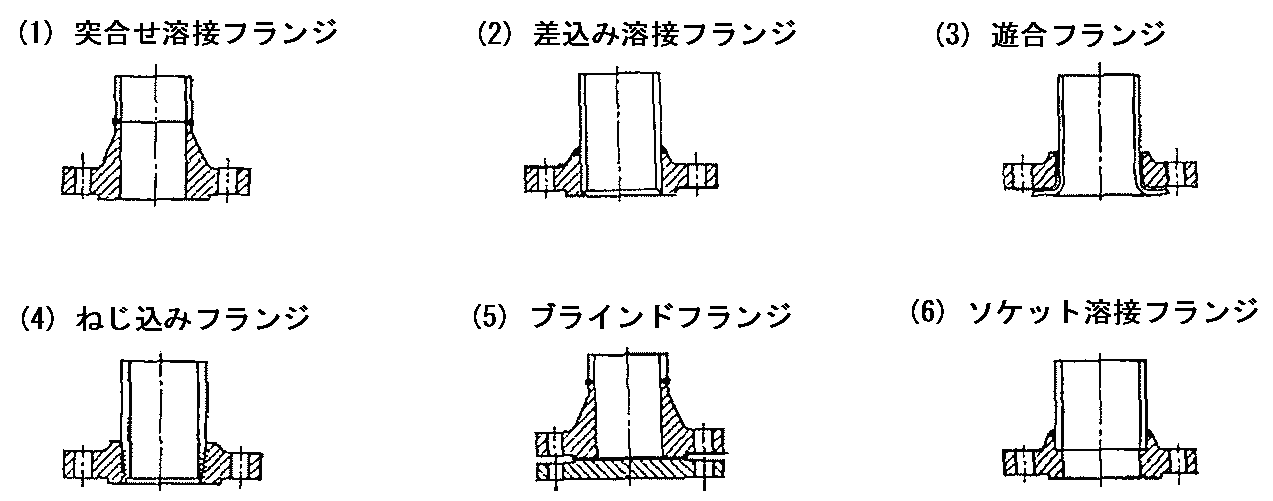 (1) 突合せ溶接フランジ
(2) 差込み溶接フランジ
(3) 遊合フランジ
(4) ねじ込みフランジ
(5) ブラインドフランジ
(6) ソケット溶接フランジ